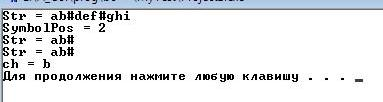 Str = ab#def#ghi
SymbolPos = 2
Str = ab#
Str = ab#
ch = b
Для продолжения нажмите любую клавишу . . .